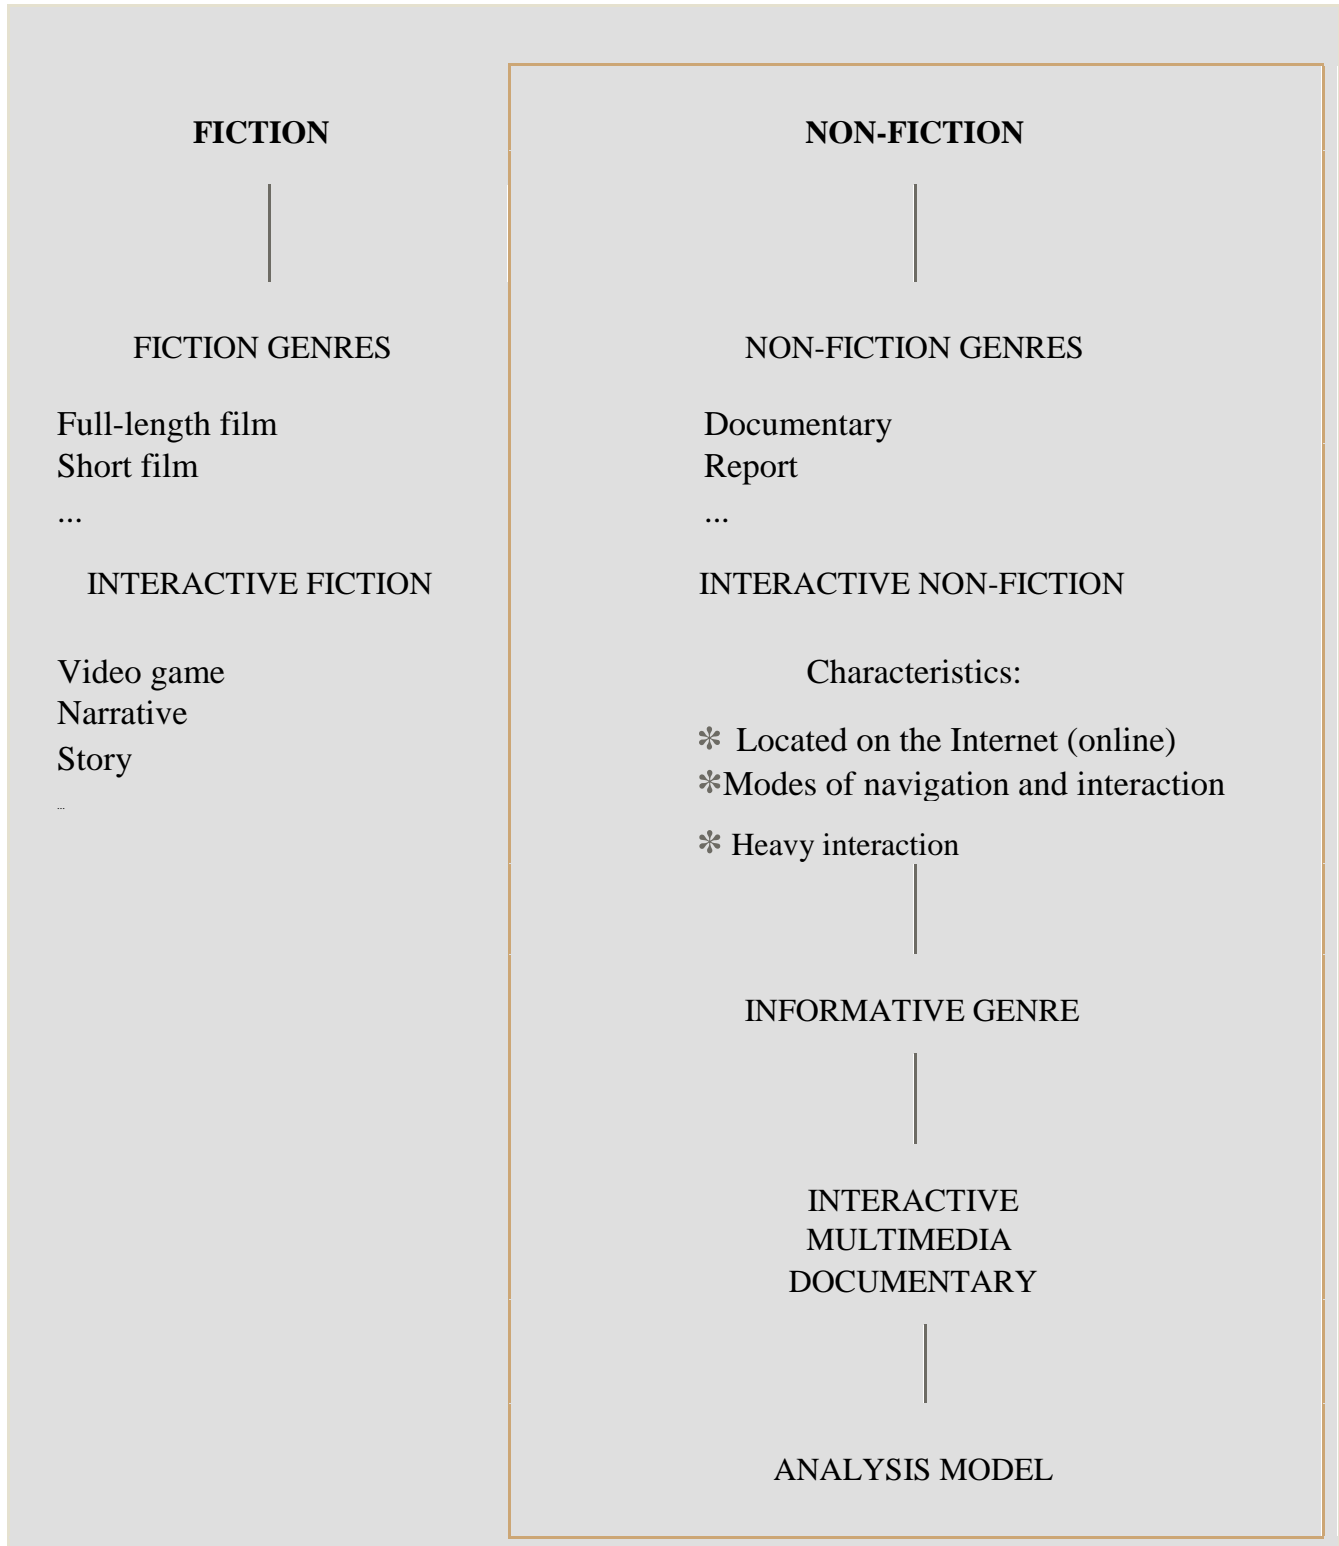 FICTION
FICTION GENRES
Full-length film
Short film
...
INTERACTIVE FICTION
Video game
Narrative
Story
...
NON-FICTION
NON-FICTION GENRES
Documentary
Report
...
INTERACTIVE NON-FICTION
Characteristics:
✻ Located on the Internet (online)
✻Modes of navigation and interaction
✻ Heavy interaction
INFORMATIVE GENRE
INTERACTIVE
MULTIMEDIA
DOCUMENTARY
ANALYSIS MODEL